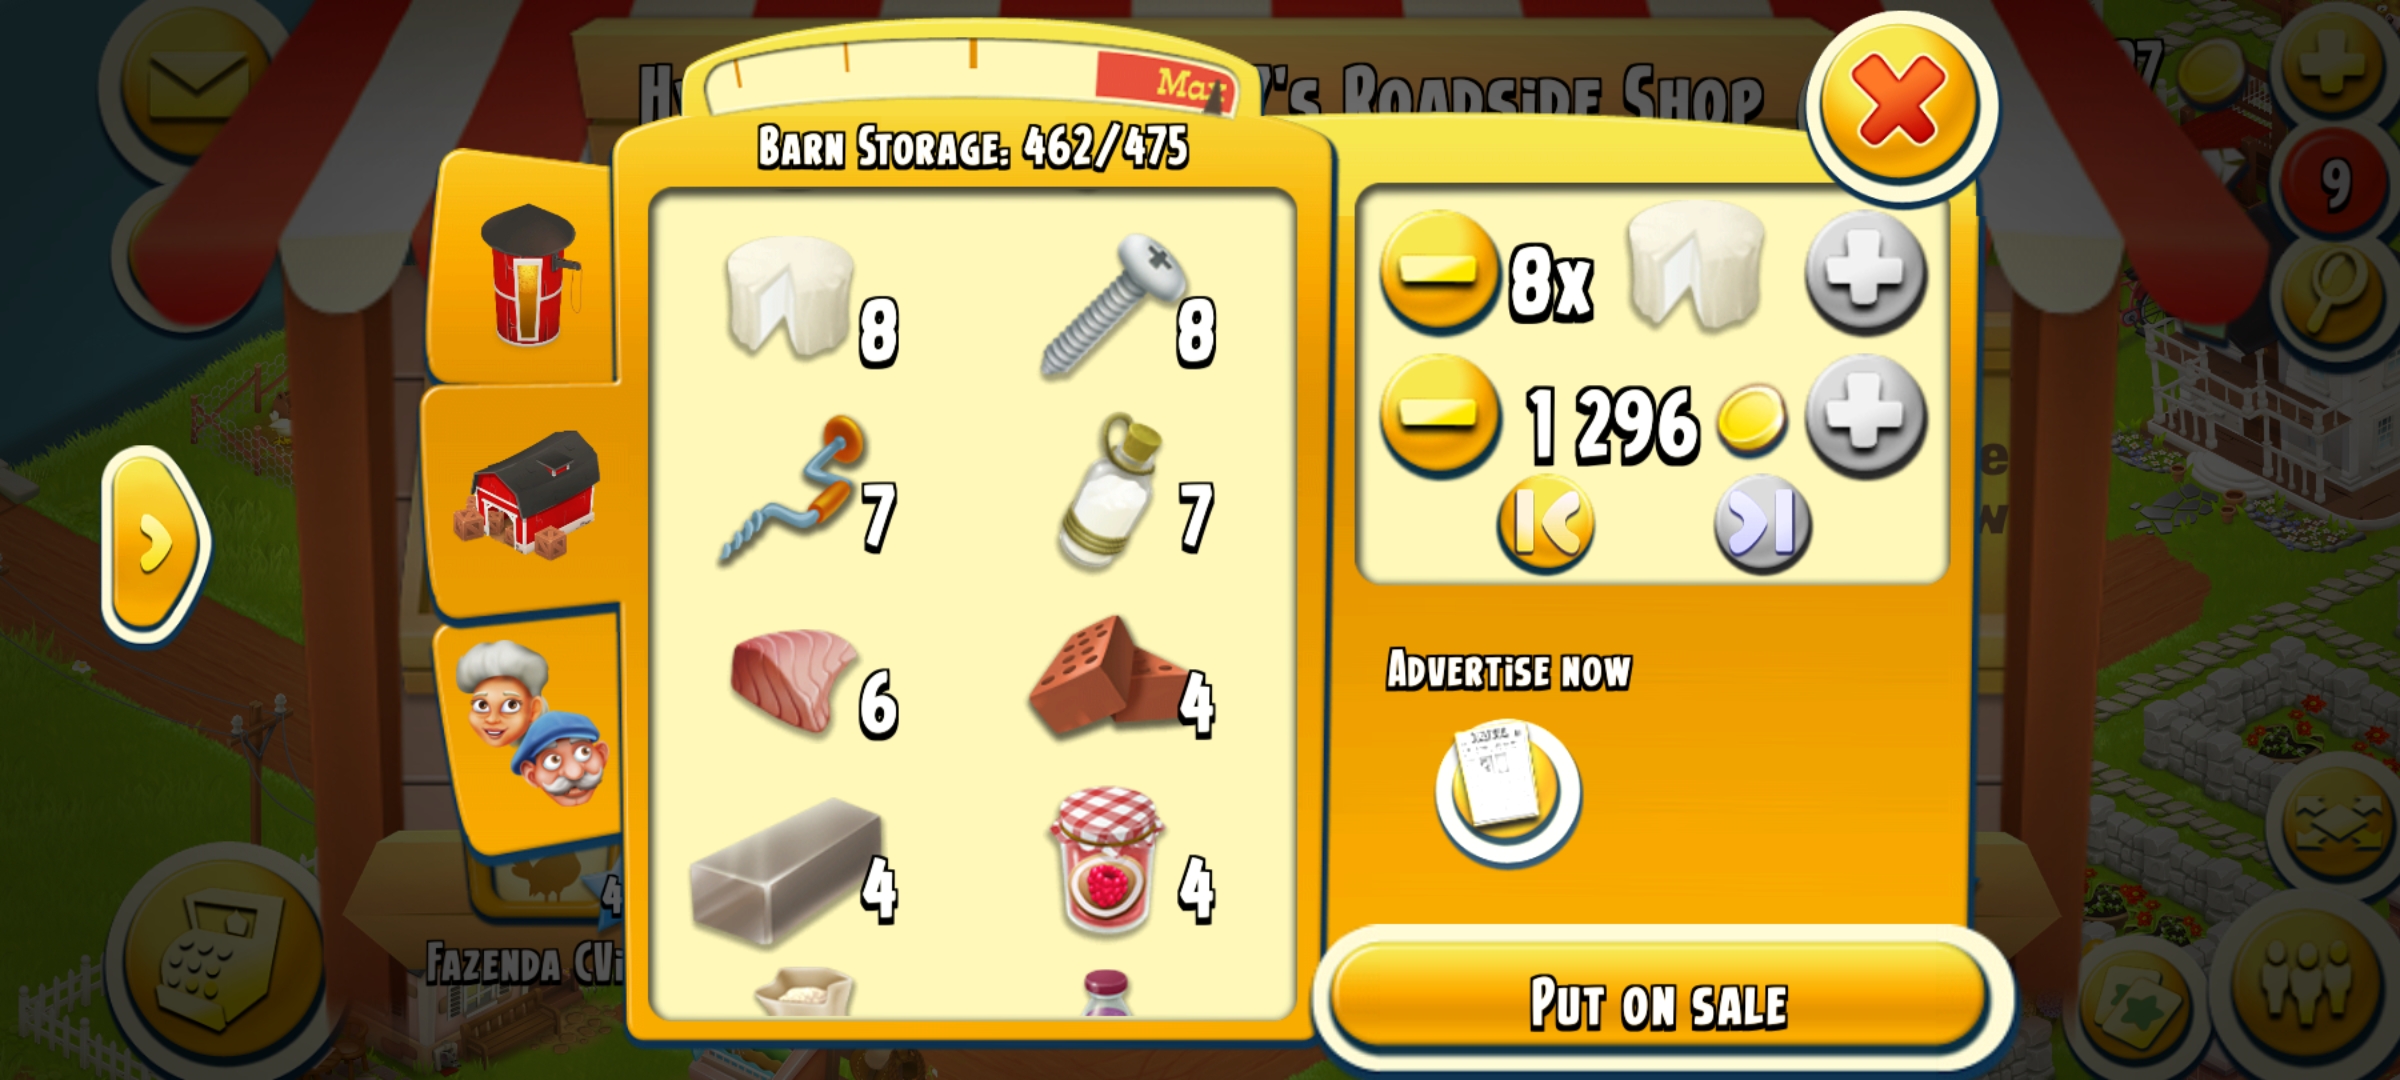 Max
's Roadside Shop
Barn Storage: 462/475
9
8
8
8x
1 296
7
7
6
4
Advertise now
4
4
Fazenda
Put on sale